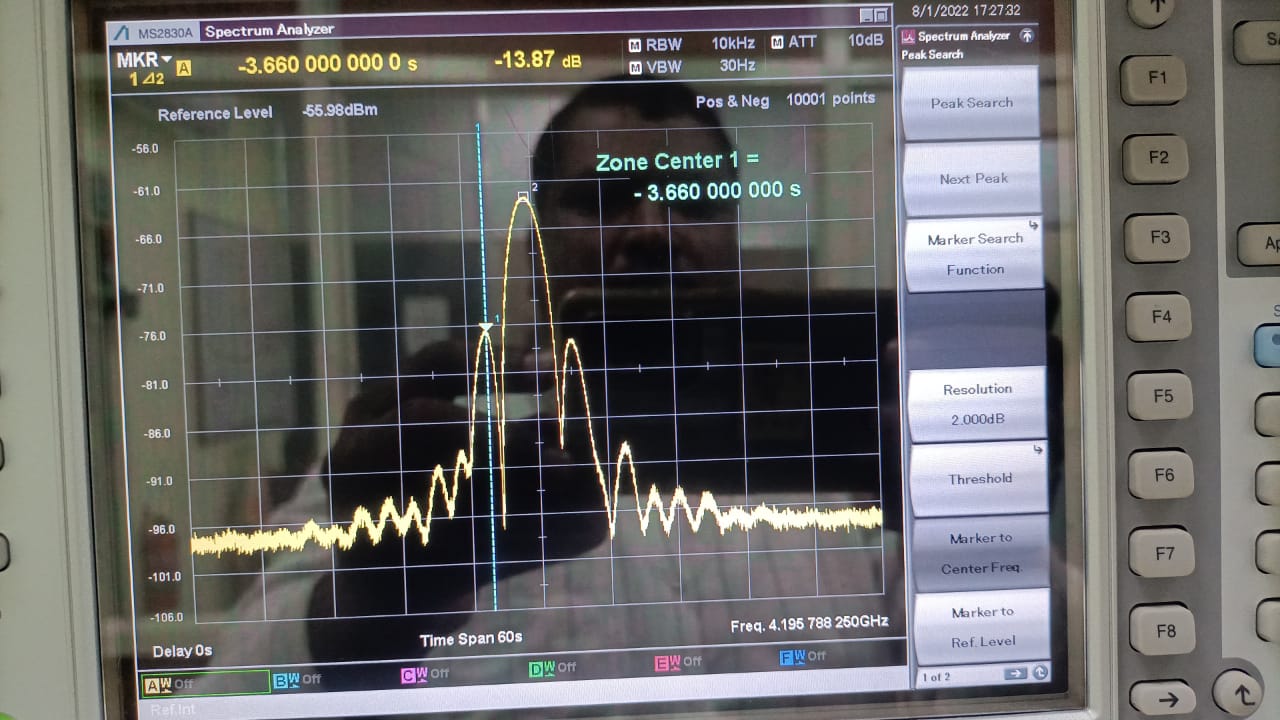 MS2830A Spectrum Analyzer
8/1/2022 17:27:32
MKR
1 2 A -3.660 000 000 0 s -13.87 dB
M RBW 10kHz M ATT 10dB
M VBW 30Hz
Reference Level -55.98dBm
Pos & Neg 10001 points
Zone Center 1 =
- 3.660 000 000 s
1
2
1
-56.0
-61.0
-66.0
-71.0
-76.0
-81.0
-86.0
-91.0
-96.0
-101.0
-106.0
Delay 0s
Time Span 60s
Freq. 4.195 788 250GHz
A W Off
B W Off
C W Off
D W Off
E W Off
F W Off
Ref.Int
Spectrum Analyzer
Peak Search
Peak Search
Next Peak
Marker Search
Function
Resolution
2.000dB
Threshold
Marker to
Center Freq.
Marker to
Ref. Level
1 of 2
F1
F2
F3
F4
F5
F6
F7
F8